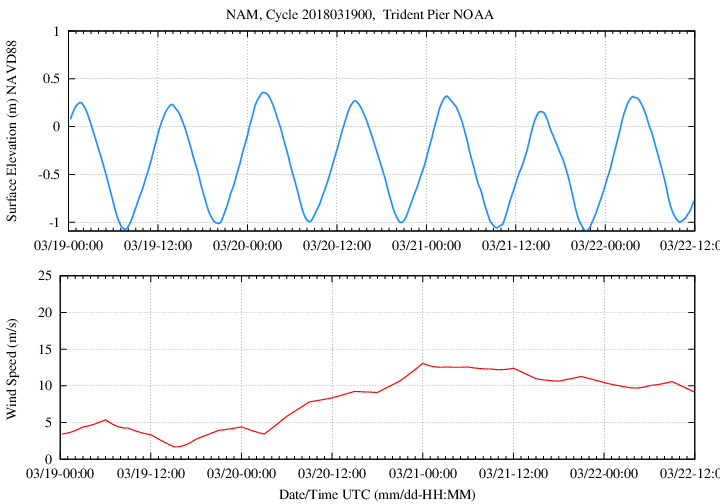 NAM, Cycle 2018031900,  Trident Pier NOAA
Surface Elevation (m) NAVD88
1
0.5
0
-0.5
-1
03/19-00:00 03/19-12:00 03/20-00:00 03/20-12:00 03/21-00:00 03/21-12:00 03/22-00:00 03/22-12:0
Wind Speed (m/s)
25
20
15
10
5
0
03/19-00:00 03/19-12:00 03/20-00:00 03/20-12:00 03/21-00:00 03/21-12:00 03/22-00:00 03/22-12:0
Date/Time UTC (mm/dd-HH:MM)